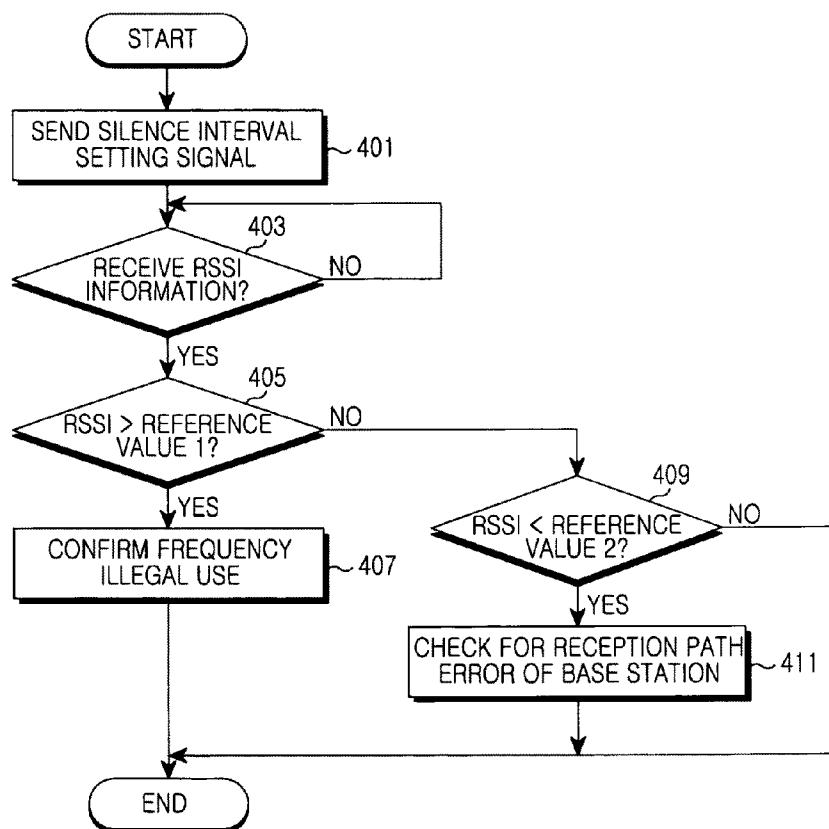 START
SEND SILENCE INTERVAL
SETTING SIGNAL
401
403
RECEIVE RSSI
INFORMATION?
NO
YES
405
RSSI > REFERENCE
VALUE 1?
NO
409
YES
RSSI < REFERENCE
VALUE 2?
NO
CONFIRM FREQUENCY
ILLEGAL USE
407
YES
CHECK FOR RECEPTION PATH
ERROR OF BASE STATION
411
END